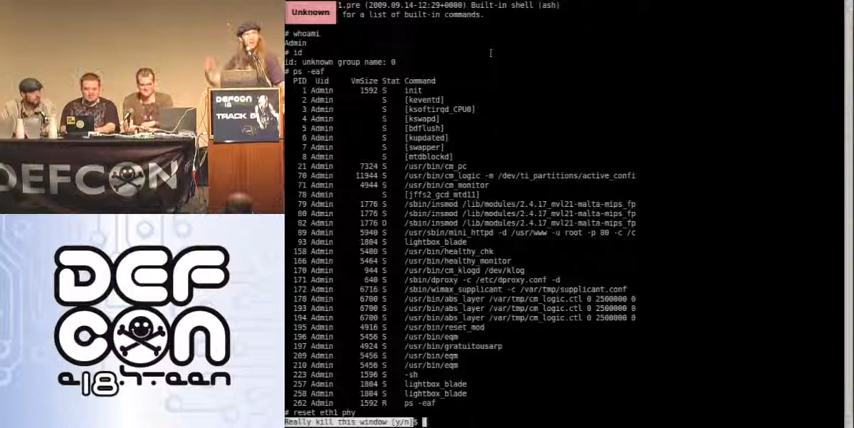 Unknown
1.pre (2009.09.14-12:29+0000) Built-in shell (ash)
for a list of built-in commands.
# whoami
Admin
# id
id: unknown group name: 0
# ps -eaf
PID Uid VmSize Stat Command
1 Admin 1592 S init
2 Admin S [keventd]
3 Admin S [ksoftirqd_CPU0]
4 Admin S [kswapd]
5 Admin S [bdflush]
6 Admin S [kupdated]
7 Admin S [swapper]
8 Admin S [mtdblockd]
21 Admin 7324 S /usr/bin/cm_pc
70 Admin 11944 S /usr/bin/cm_logic -m /dev/ti_partitions/active_confi
71 Admin 4944 S /usr/bin/cm_monitor
78 Admin S [jffs2_gcd_mtd11]
79 Admin 1776 S /sbin/insmod /lib/modules/2.4.17_mvl21-malta-mips_fp
80 Admin 1776 S /sbin/insmod /lib/modules/2.4.17_mvl21-malta-mips_fp
82 Admin 1776 D /sbin/insmod /lib/modules/2.4.17_mvl21-malta-mips_fp
89 Admin 5940 S /usr/sbin/mini_httpd -d /usr/www -u root -p 80 -c /c
93 Admin 1804 S lightbox_blade
158 Admin 5480 S /usr/bin/healthy_chk
166 Admin 5464 S /usr/bin/healthy_monitor
170 Admin 944 S /usr/bin/cm_klogd /dev/klog
171 Admin 640 S /sbin/dproxy -c /etc/dproxy.conf -d
172 Admin 6716 S /sbin/wimax_supplicant -c /var/tmp/supplicant.conf
178 Admin 6700 S /usr/bin/abs_layer /var/tmp/cm_logic.ctl 0 2500000 0
193 Admin 6700 S /usr/bin/abs_layer /var/tmp/cm_logic.ctl 0 2500000 0
194 Admin 6700 S /usr/bin/abs_layer /var/tmp/cm_logic.ctl 0 2500000 0
195 Admin 4916 S /usr/bin/reset_mod
196 Admin 5456 S /usr/bin/eqm
197 Admin 4924 S /usr/bin/gratuitousarp
209 Admin 5456 S /usr/bin/eqm
210 Admin 5456 S /usr/bin/eqm
223 Admin 1596 S -sh
257 Admin 1804 S lightbox_blade
258 Admin 1804 S lightbox_blade
262 Admin 1592 R ps -eaf
# reset eth1 phy
Really kill this window [y/n]s
DEFCON
18
TRACK
DEFCON
DEF
CON
e18.hteen